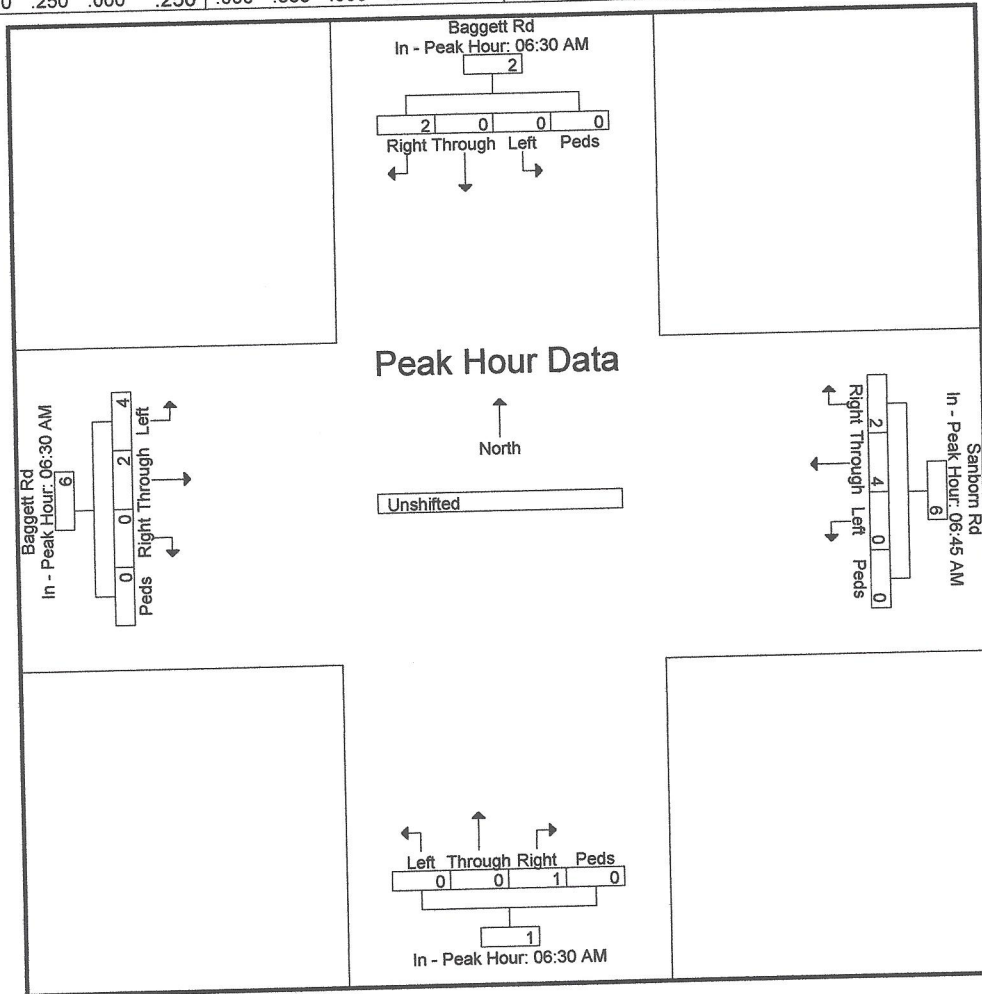 .250 .000 .250
Baggett Rd
In - Peak Hour: 06:30 AM
2
2 0 0 0
Right Through Left Peds
Peak Hour Data
North
Unshifted
Baggett Rd
In - Peak Hour: 06:30 AM
6
4 2 0 0
Left Through Right Peds
Sanborn Rd
In - Peak Hour: 06:45 AM
6
2 4 0 0
Right Through Left Peds
Left Through Right Peds
0 0 1 0
1
In - Peak Hour: 06:30 AM